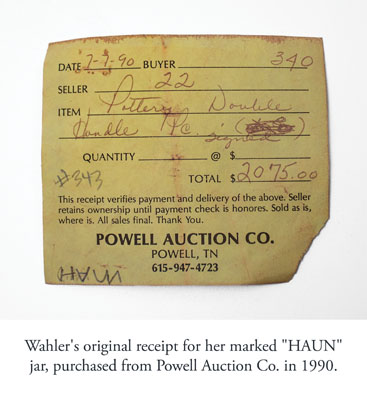 DATE 7-7-90 BUYER 340
SELLER 22
ITEM Pottery Double
Handle Pc. signed ( )
QUANTITY @ $
#343
TOTAL $2075.00
This receipt verifies payment and delivery of the above. Seller
retains ownership until payment check is honores. Sold as is,
where is. All sales final. Thank You.
POWELL AUCTION CO.
POWELL, TN
615-947-4723
HAUN
Wahler's original receipt for her marked "HAUN"
jar, purchased from Powell Auction Co. in 1990.